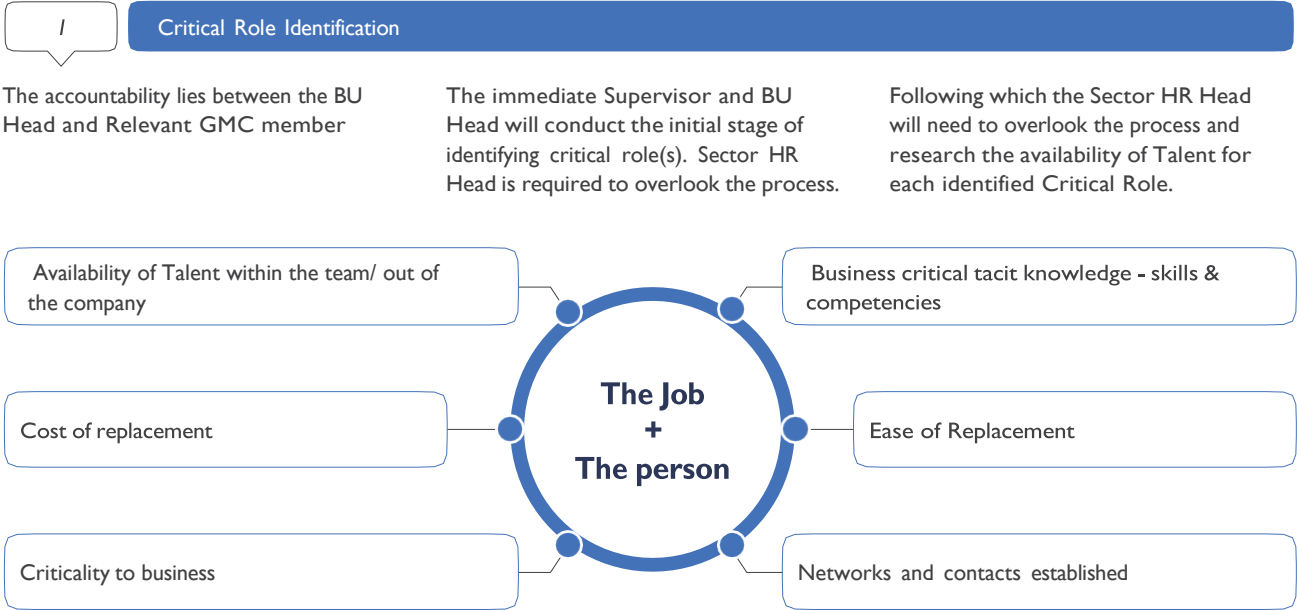 1
Critical Role Identification
The accountability lies between the BU
Head and Relevant GMC member
The immediate Supervisor and BU
Head will conduct the initial stage of
identifying critical role(s). Sector HR
Head is required to overlook the process.
Following which the Sector HR Head
will need to overlook the process and
research the availability of Talent for
each identified Critical Role.
Availability of Talent within the team/ out of
the company
Business critical tacit knowledge - skills &
competencies
The Job
+
The person
Cost of replacement
Ease of Replacement
Criticality to business
Networks and contacts established